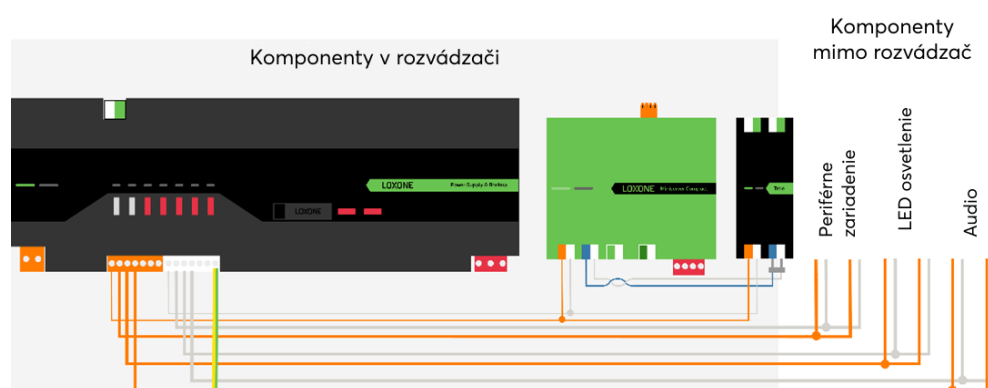 Komponenty
mimo rozvádzač
Komponenty v rozvádzači
LOXONE
Power Supply & Backup
LOXONE
LOXONE
Miniserver Compact
Tree
Periférne
zariadenie
LED osvetlenie
Audio